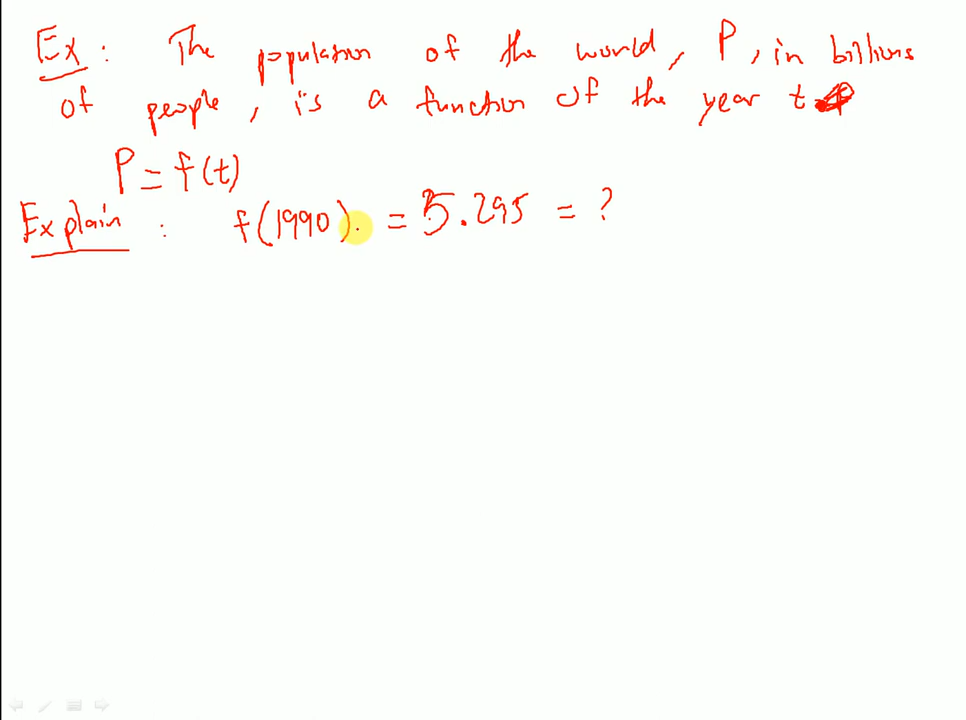 Ex : The population of the world, P, in billions
of people, is a function of the year t
P = f(t)
Explain : f(1990). = 5.295 = ?